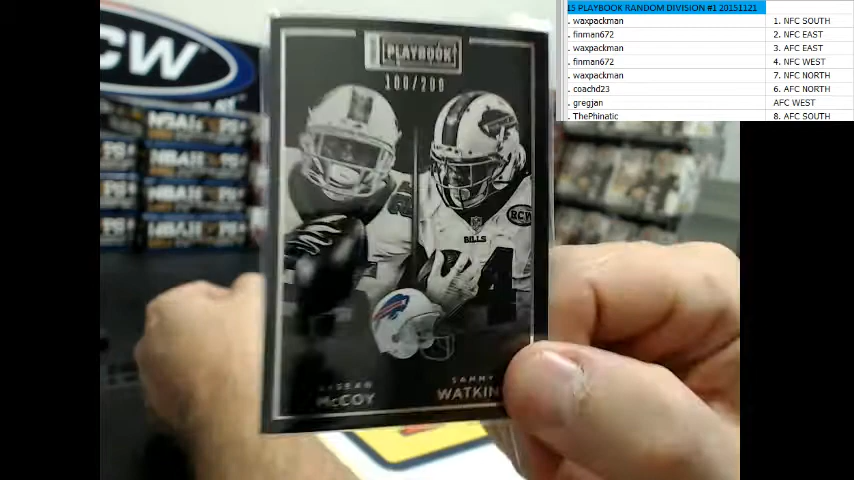 15 PLAYBOOK RANDOM DIVISION #1 20151121
. waxpackman 1. NFC SOUTH
. finman672 2. NFC EAST
. waxpackman 3. AFC EAST
. finman672 4. NFC WEST
. waxpackman 7. NFC NORTH
. coachd23 6. AFC NORTH
. gregjan AFC WEST
. ThePhinatic 8. AFC SOUTH
CW
PLAYBOOK
100/200
RCW
BILLS
McCOY
SAMMY
WATKIN